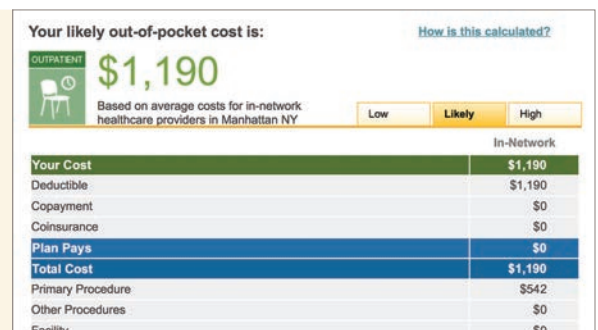 Your likely out-of-pocket cost is:
How is this calculated?
OUTPATIENT
$1,190
Based on average costs for in-network
healthcare providers in Manhattan NY
Low Likely High
In-Network
Your Cost $1,190
Deductible $1,190
Copayment $0
Coinsurance $0
Plan Pays $0
Total Cost $1,190
Primary Procedure $542
Other Procedures $0
Facility $0